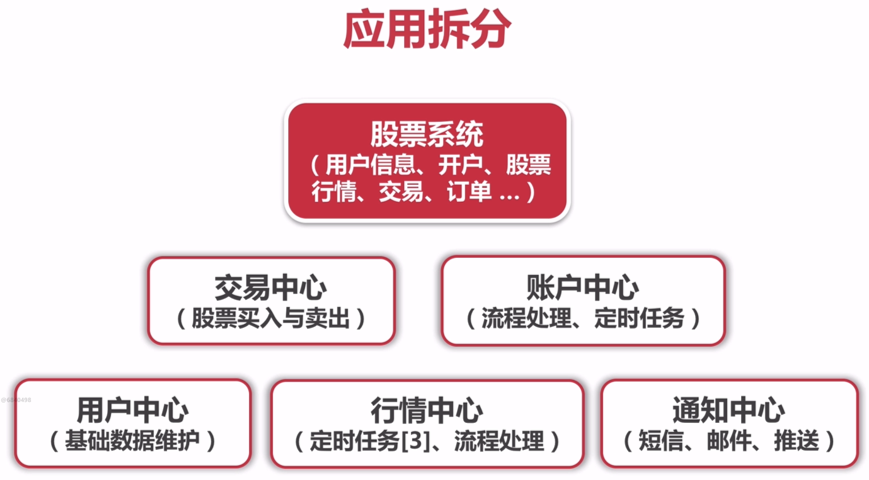 应用拆分
股票系统
（用户信息、开户、股票
行情、交易、订单 ...）
交易中心
（股票买入与卖出）
账户中心
（流程处理、定时任务）
用户中心
（基础数据维护）
行情中心
（定时任务[3]、流程处理）
通知中心
（短信、邮件、推送）